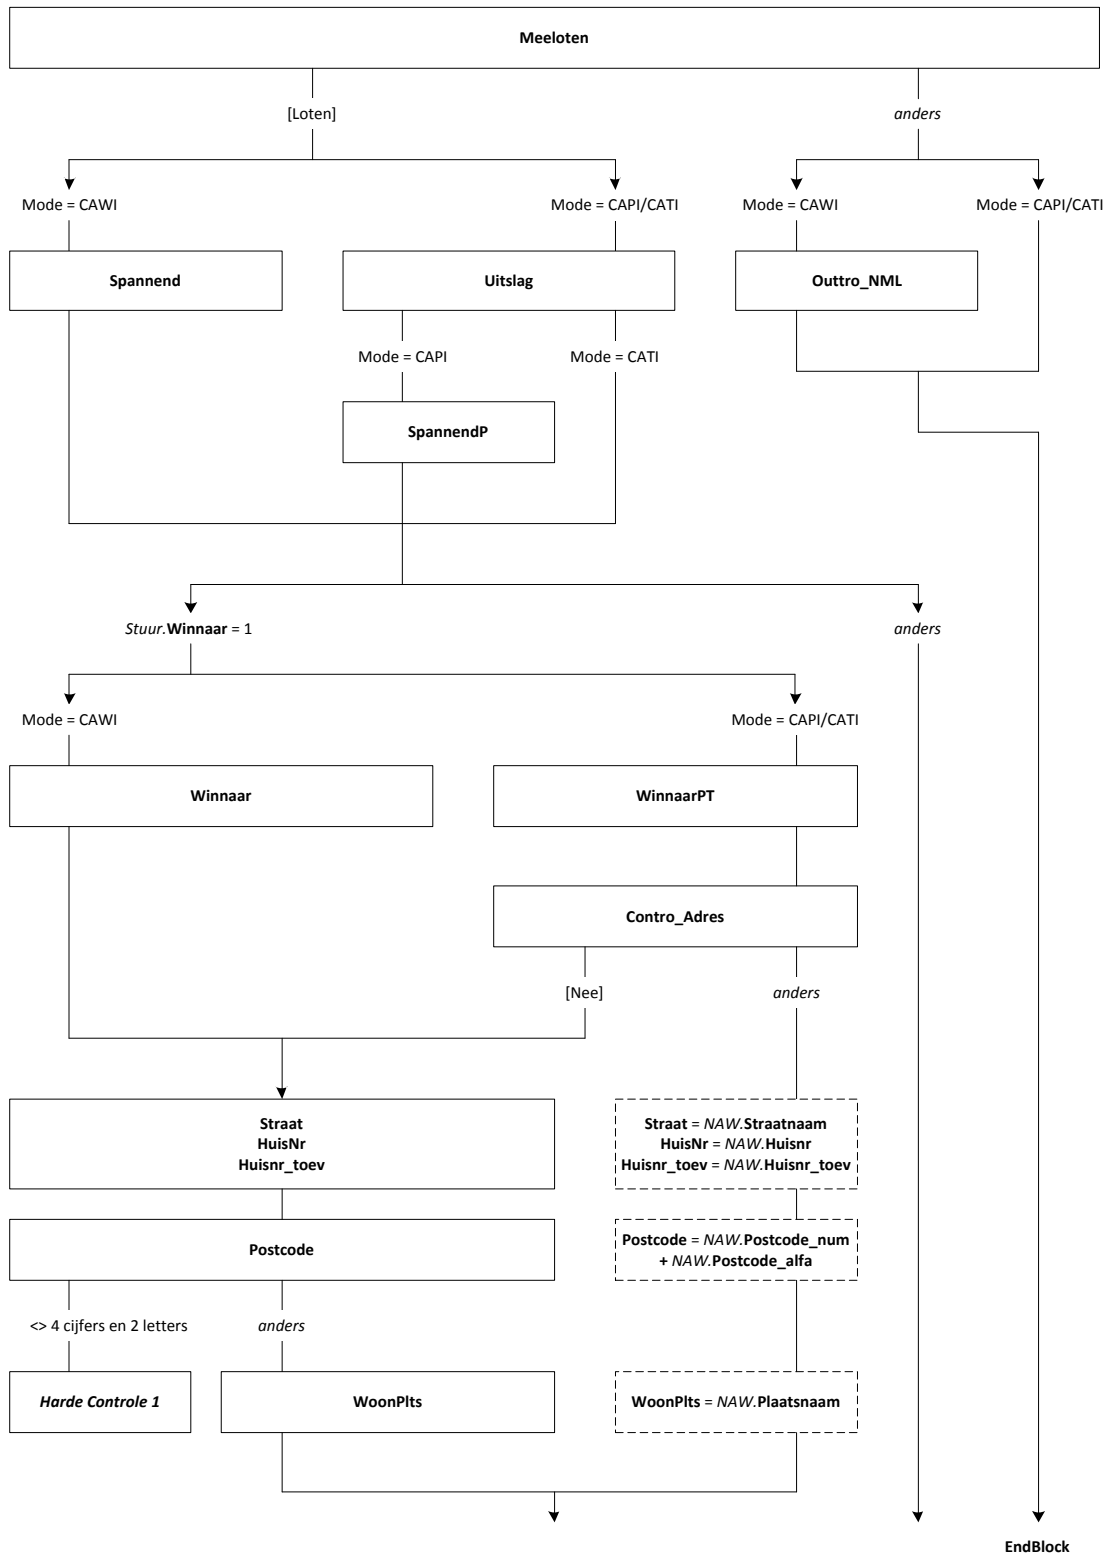 Meeloten
[Loten]
anders
Mode = CAWI
Mode = CAPI/CATI
Mode = CAWI
Mode = CAPI/CATI
Spannend
Uitslag
Outtro_NML
Mode = CAPI
Mode = CATI
SpannendP
Stuur.Winnaar = 1
anders
Mode = CAWI
Mode = CAPI/CATI
Winnaar
WinnaarPT
Contro_Adres
[Nee]
anders
Straat
HuisNr
Huisnr_toev
Straat = NAW.Straatnaam
HuisNr = NAW.Huisnr
Huisnr_toev = NAW.Huisnr_toev
Postcode
Postcode = NAW.Postcode_num
+ NAW.Postcode_alfa
<> 4 cijfers en 2 letters
anders
Harde Controle 1
WoonPlts
WoonPlts = NAW.Plaatsnaam
EndBlock